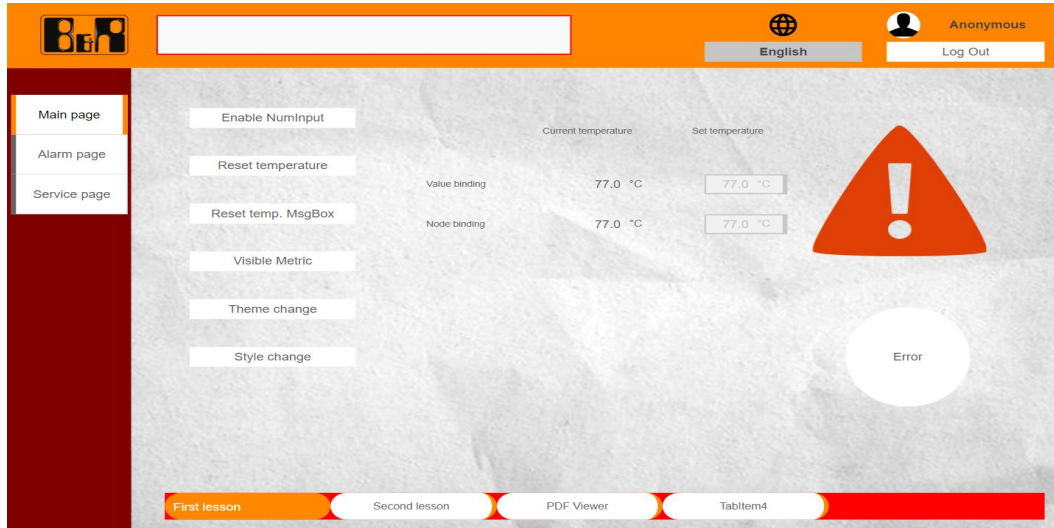 B&R
English
Anonymous
Log Out
Main page
Alarm page
Service page
Enable NumInput
Reset temperature
Reset temp. MsgBox
Visible Metric
Theme change
Style change
Current temperature Set temperature
Value binding 77.0 °C 77.0 °C
Node binding 77.0 °C 77.0 °C
!
Error
First lesson Second lesson PDF Viewer TabItem4